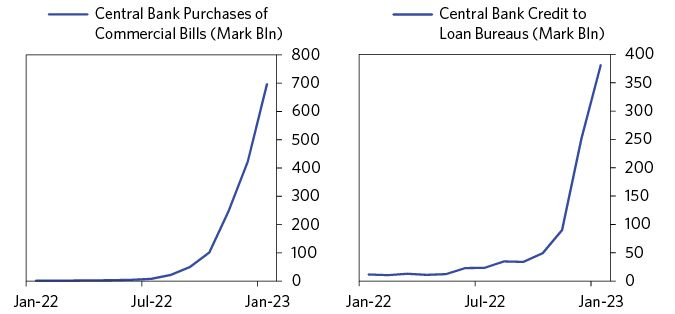 Central Bank Purchases of
Commercial Bills (Mark Bln)
800
700
600
500
400
300
200
100
0
Jan-22
Jul-22
Jan-23
Central Bank Credit to
Loan Bureaus (Mark Bln)
400
350
300
250
200
150
100
50
0
Jan-22
Jul-22
Jan-23